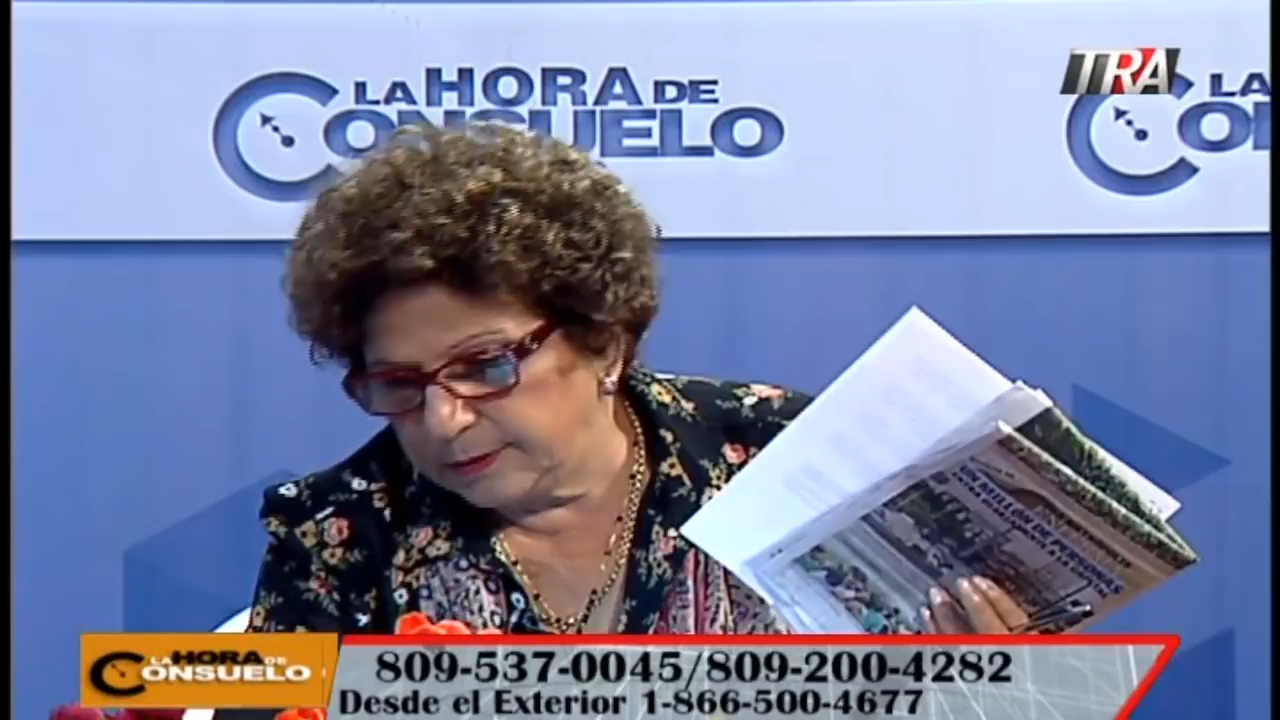 LA HORA DE
CONSUELO
TRA
LA
CO
UN MILLON DE PERSONAS
LA HORA DE
CONSUELO
809-537-0045/809-200-4282
Desde el Exterior 1-866-500-4677